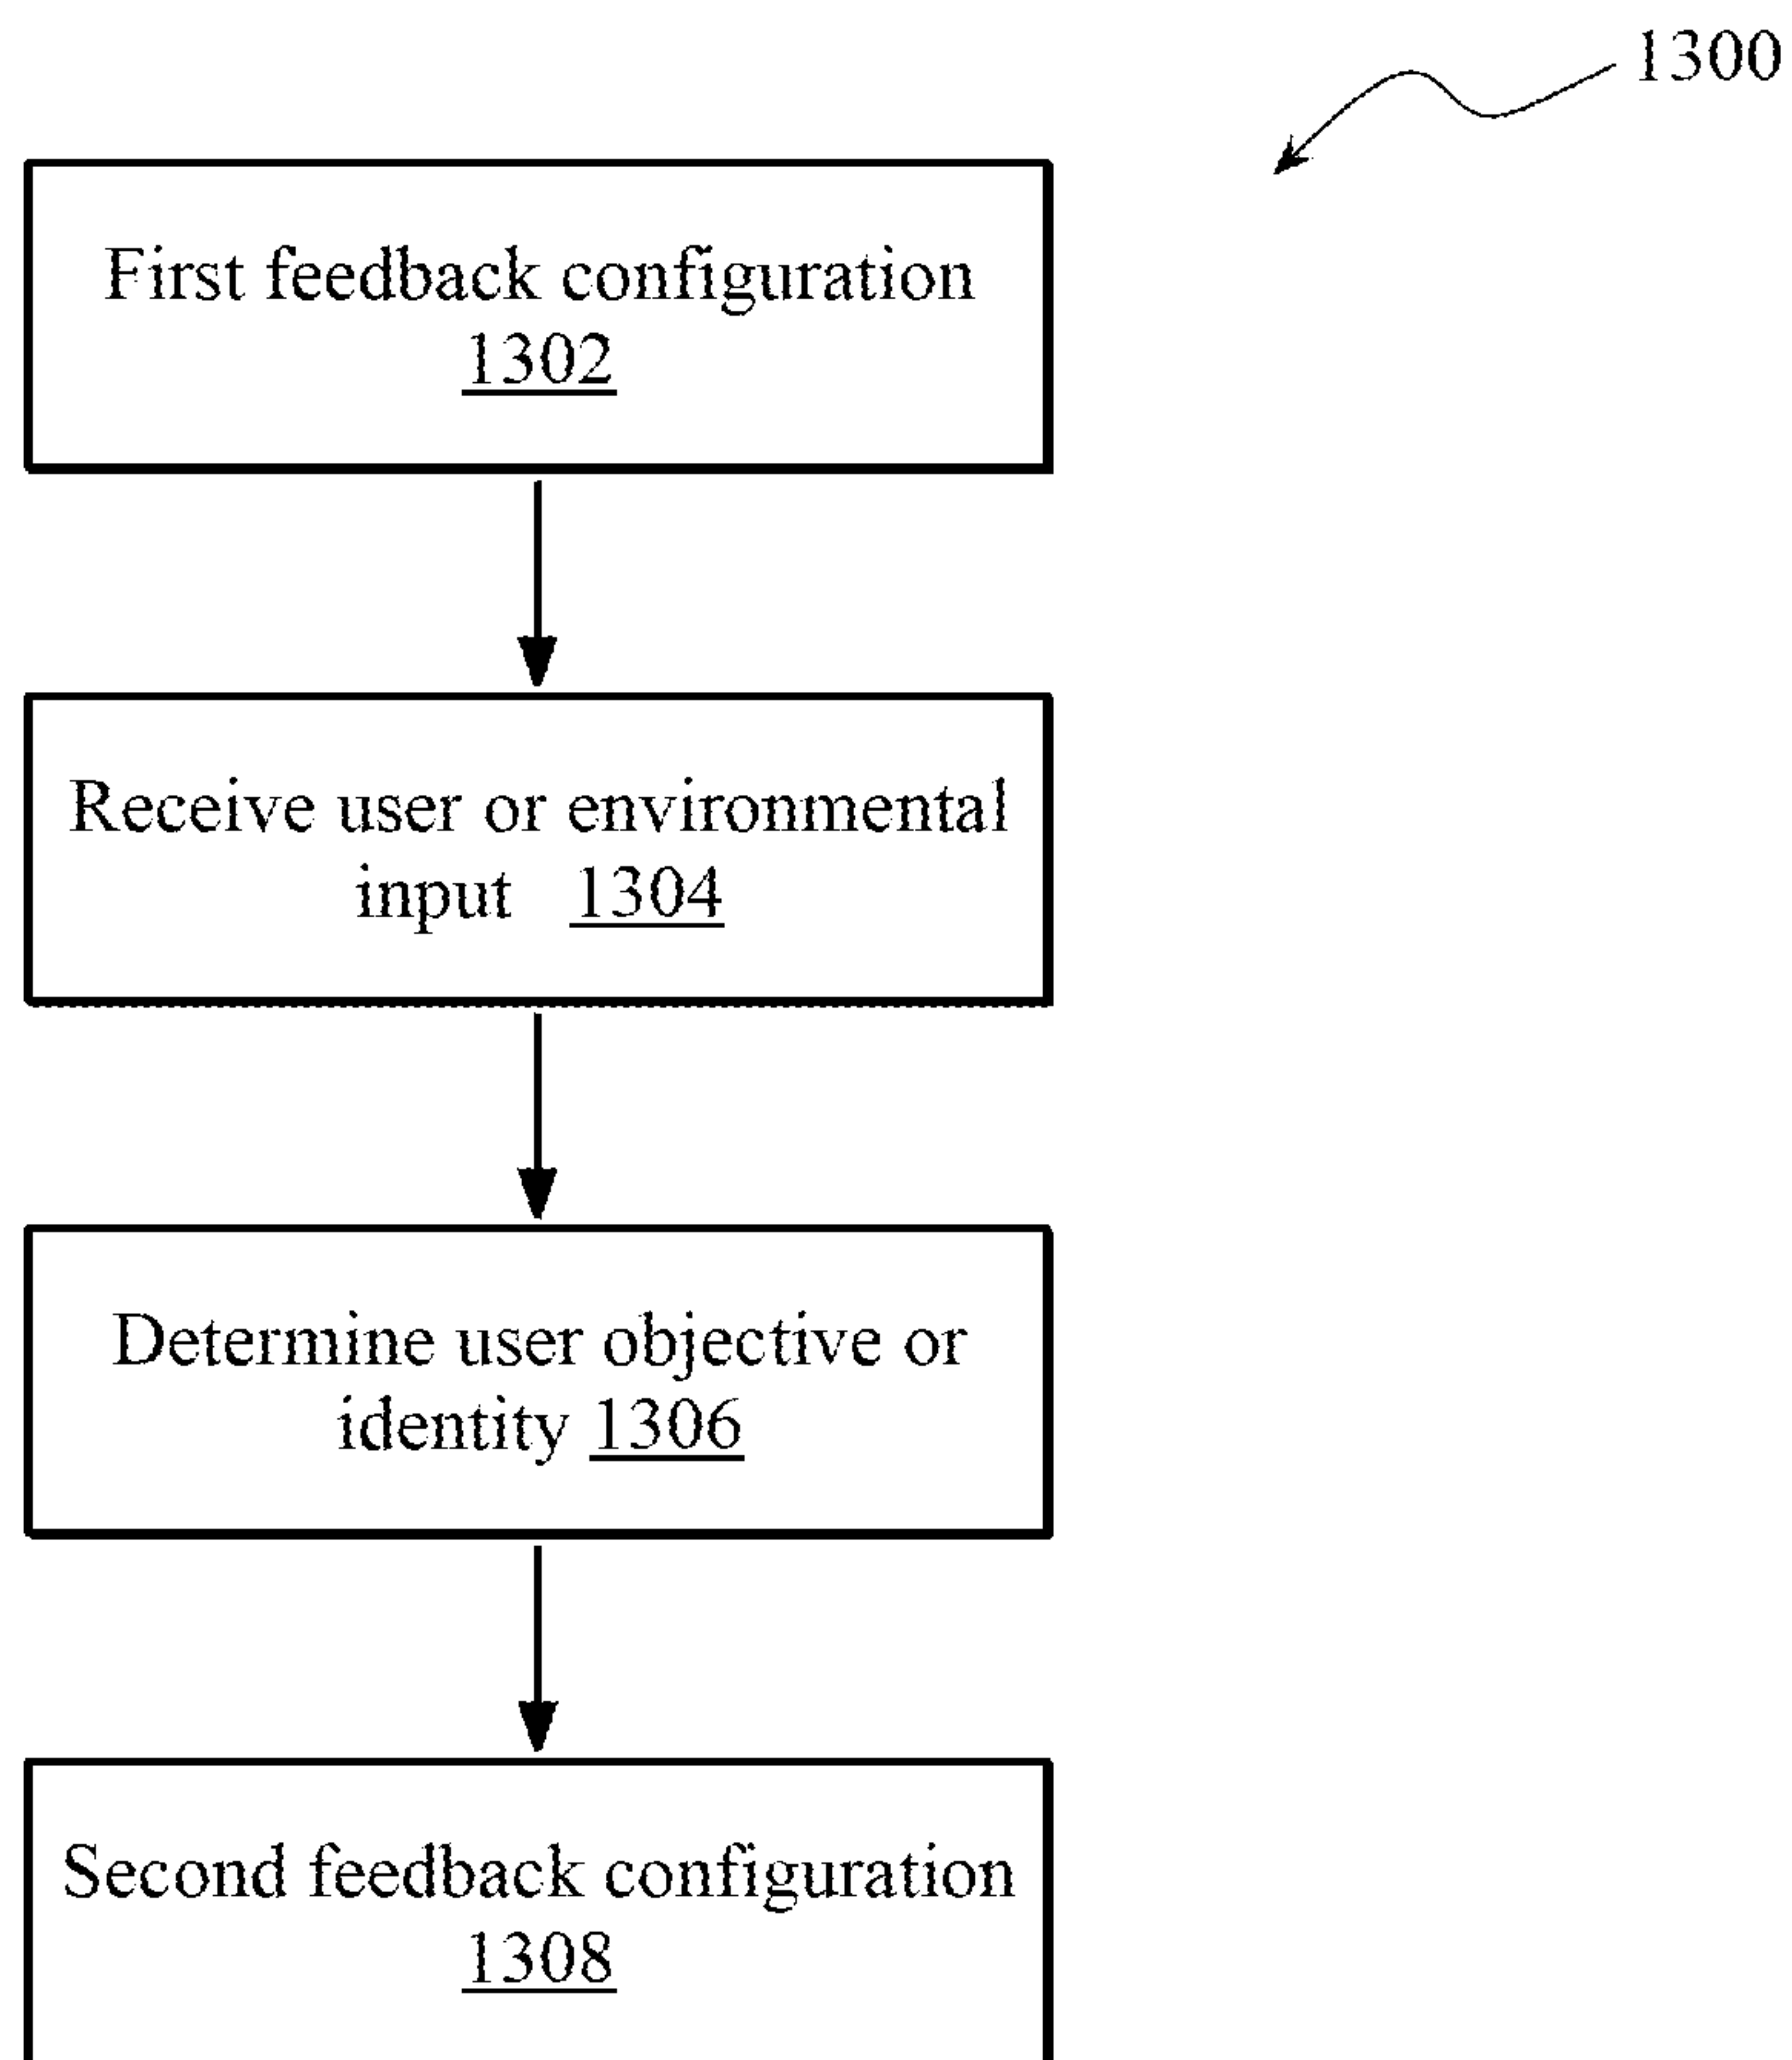 1300
First feedback configuration
1302
Receive user or environmental
input 1304
Determine user objective or
identity 1306
Second feedback configuration
1308